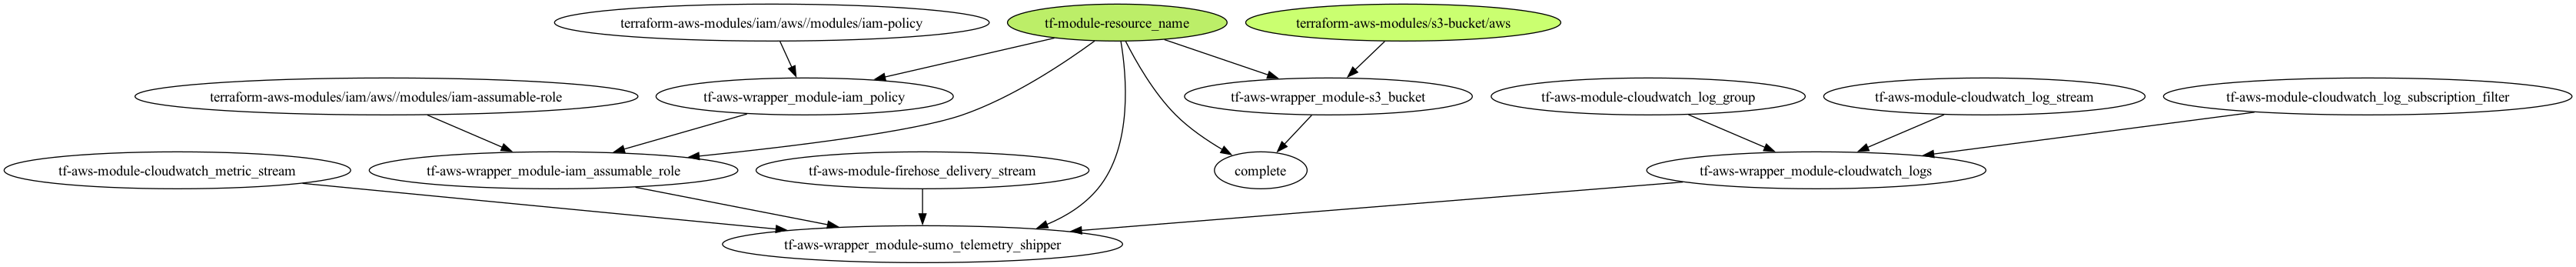 terraform-aws-modules/iam/aws//modules/iam-policy
tf-module-resource_name
terraform-aws-modules/s3-bucket/aws
terraform-aws-modules/iam/aws//modules/iam-assumable-role
tf-aws-wrapper_module-iam_policy
tf-aws-wrapper_module-s3_bucket
tf-aws-module-cloudwatch_log_group
tf-aws-module-cloudwatch_log_stream
tf-aws-module-cloudwatch_log_subscription_filter
tf-aws-module-cloudwatch_metric_stream
tf-aws-wrapper_module-iam_assumable_role
tf-aws-module-firehose_delivery_stream
complete
tf-aws-wrapper_module-cloudwatch_logs
tf-aws-wrapper_module-sumo_telemetry_shipper